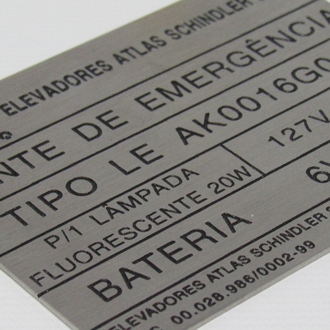 ELEVADORES ATLAS SCHINDLER
NTE DE EMERGÊNCIA
TIPO LE AK0016G0
P/1 LÂMPADA
FLUORESCENTE 20W
127V
BATERIA 6
ELEVADORES ATLAS SCHINDLER
00.028.986/0002-99